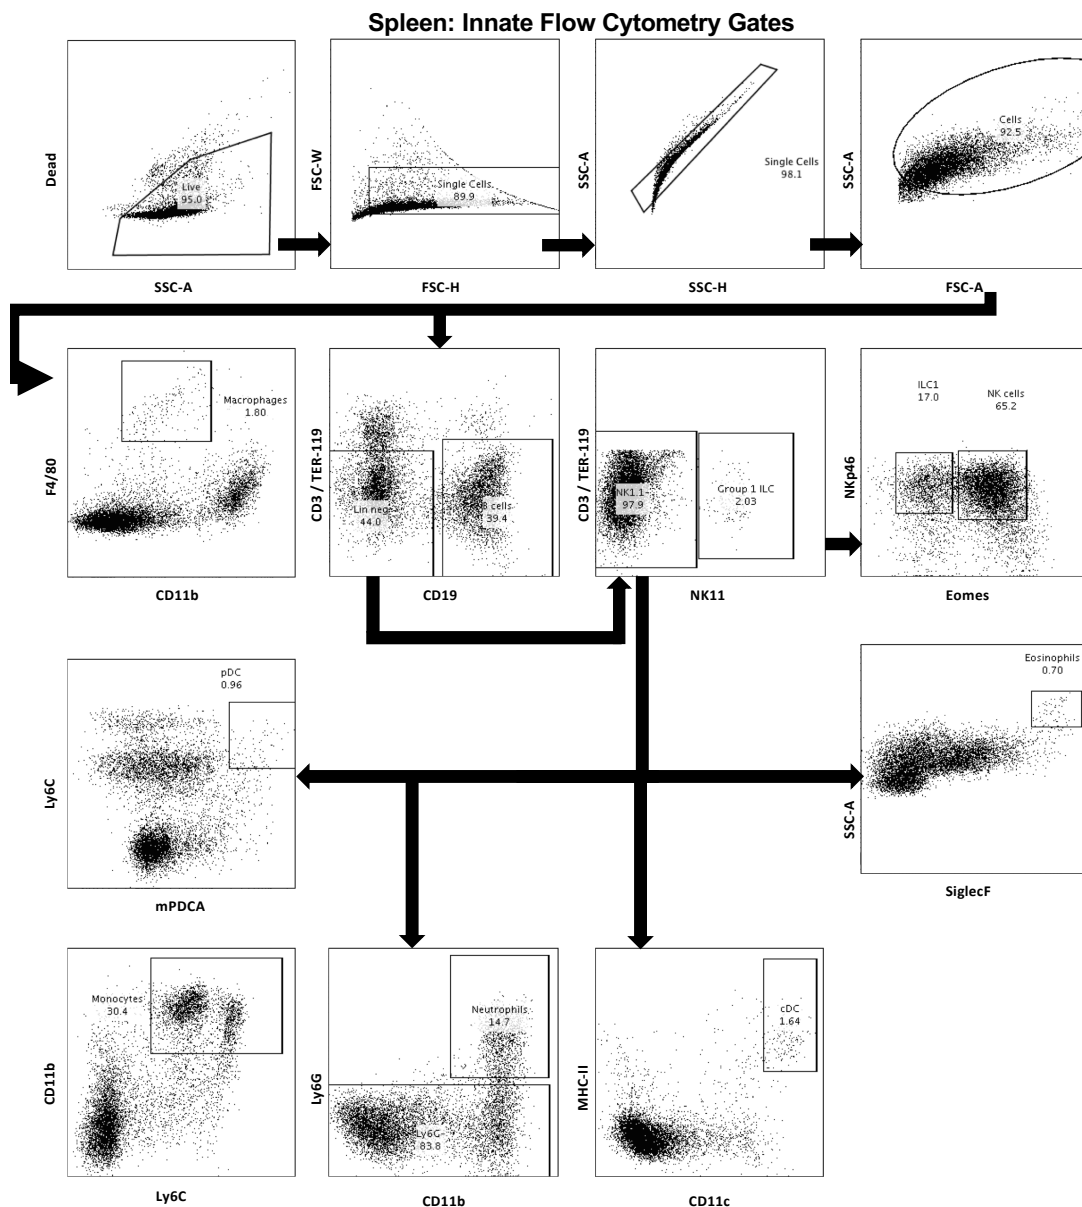 Spleen: Innate Flow Cytometry Gates
Dead
Live
95.0
SSC-A
FSC-W
Single Cells
89.9
FSC-H
SSC-A
Single Cells
98.1
SSC-H
SSC-A
Cells
92.5
FSC-A
F4/80
Macrophages
1.80
CD11b
CD3 / TER-119
Lin neg
44.0
B cells
39.4
CD19
CD3 / TER-119
NK1.1-
97.9
Group 1 ILC
2.03
NK11
NKp46
ILC1
17.0
NK cells
65.2
Eomes
Ly6C
pDC
0.96
mPDCA
SSC-A
Eosinophils
0.70
SiglecF
CD11b
Monocytes
30.4
Ly6C
Ly6G
Neutrophils
14.7
Ly6G-
83.8
CD11b
MHC-II
cDC
1.64
CD11c